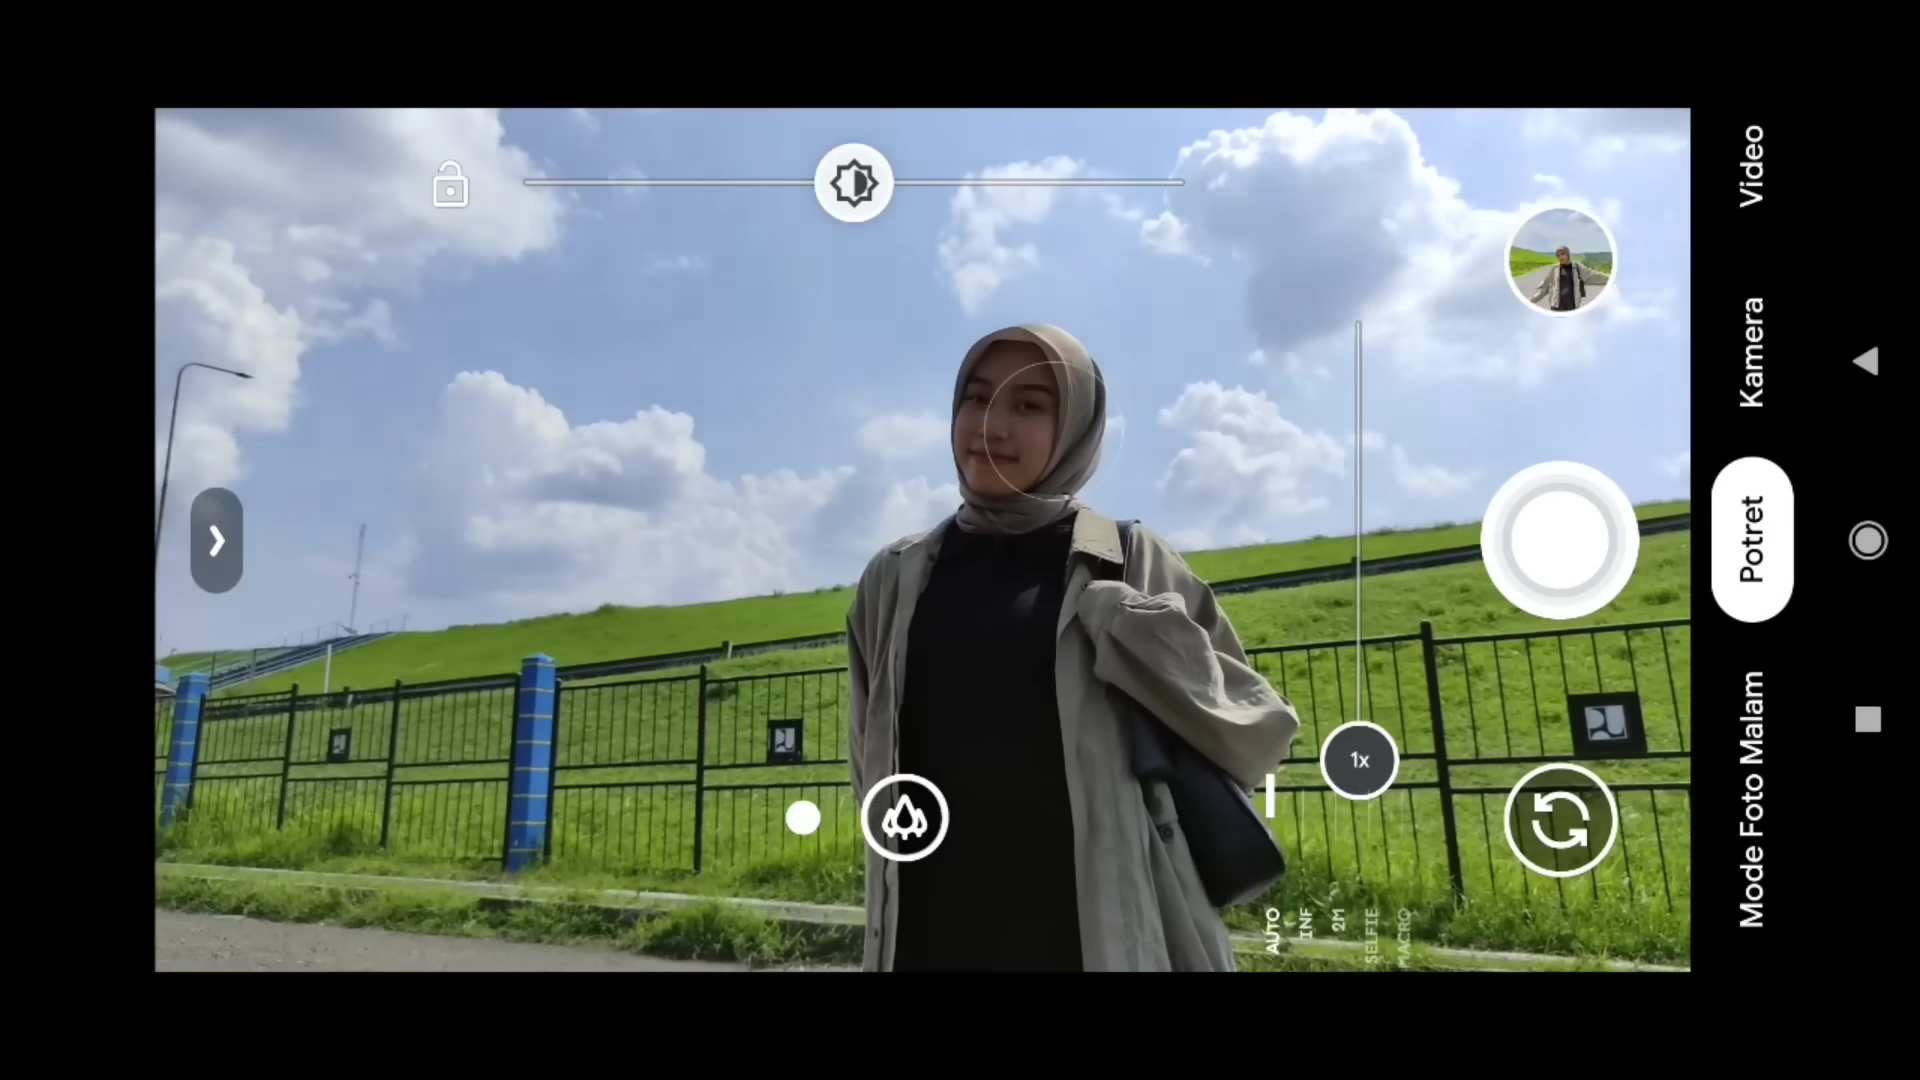 Video
Kamera
Potret
Mode Foto Malam
1x
AUTO
INF
2M
SELFIE
MACRO